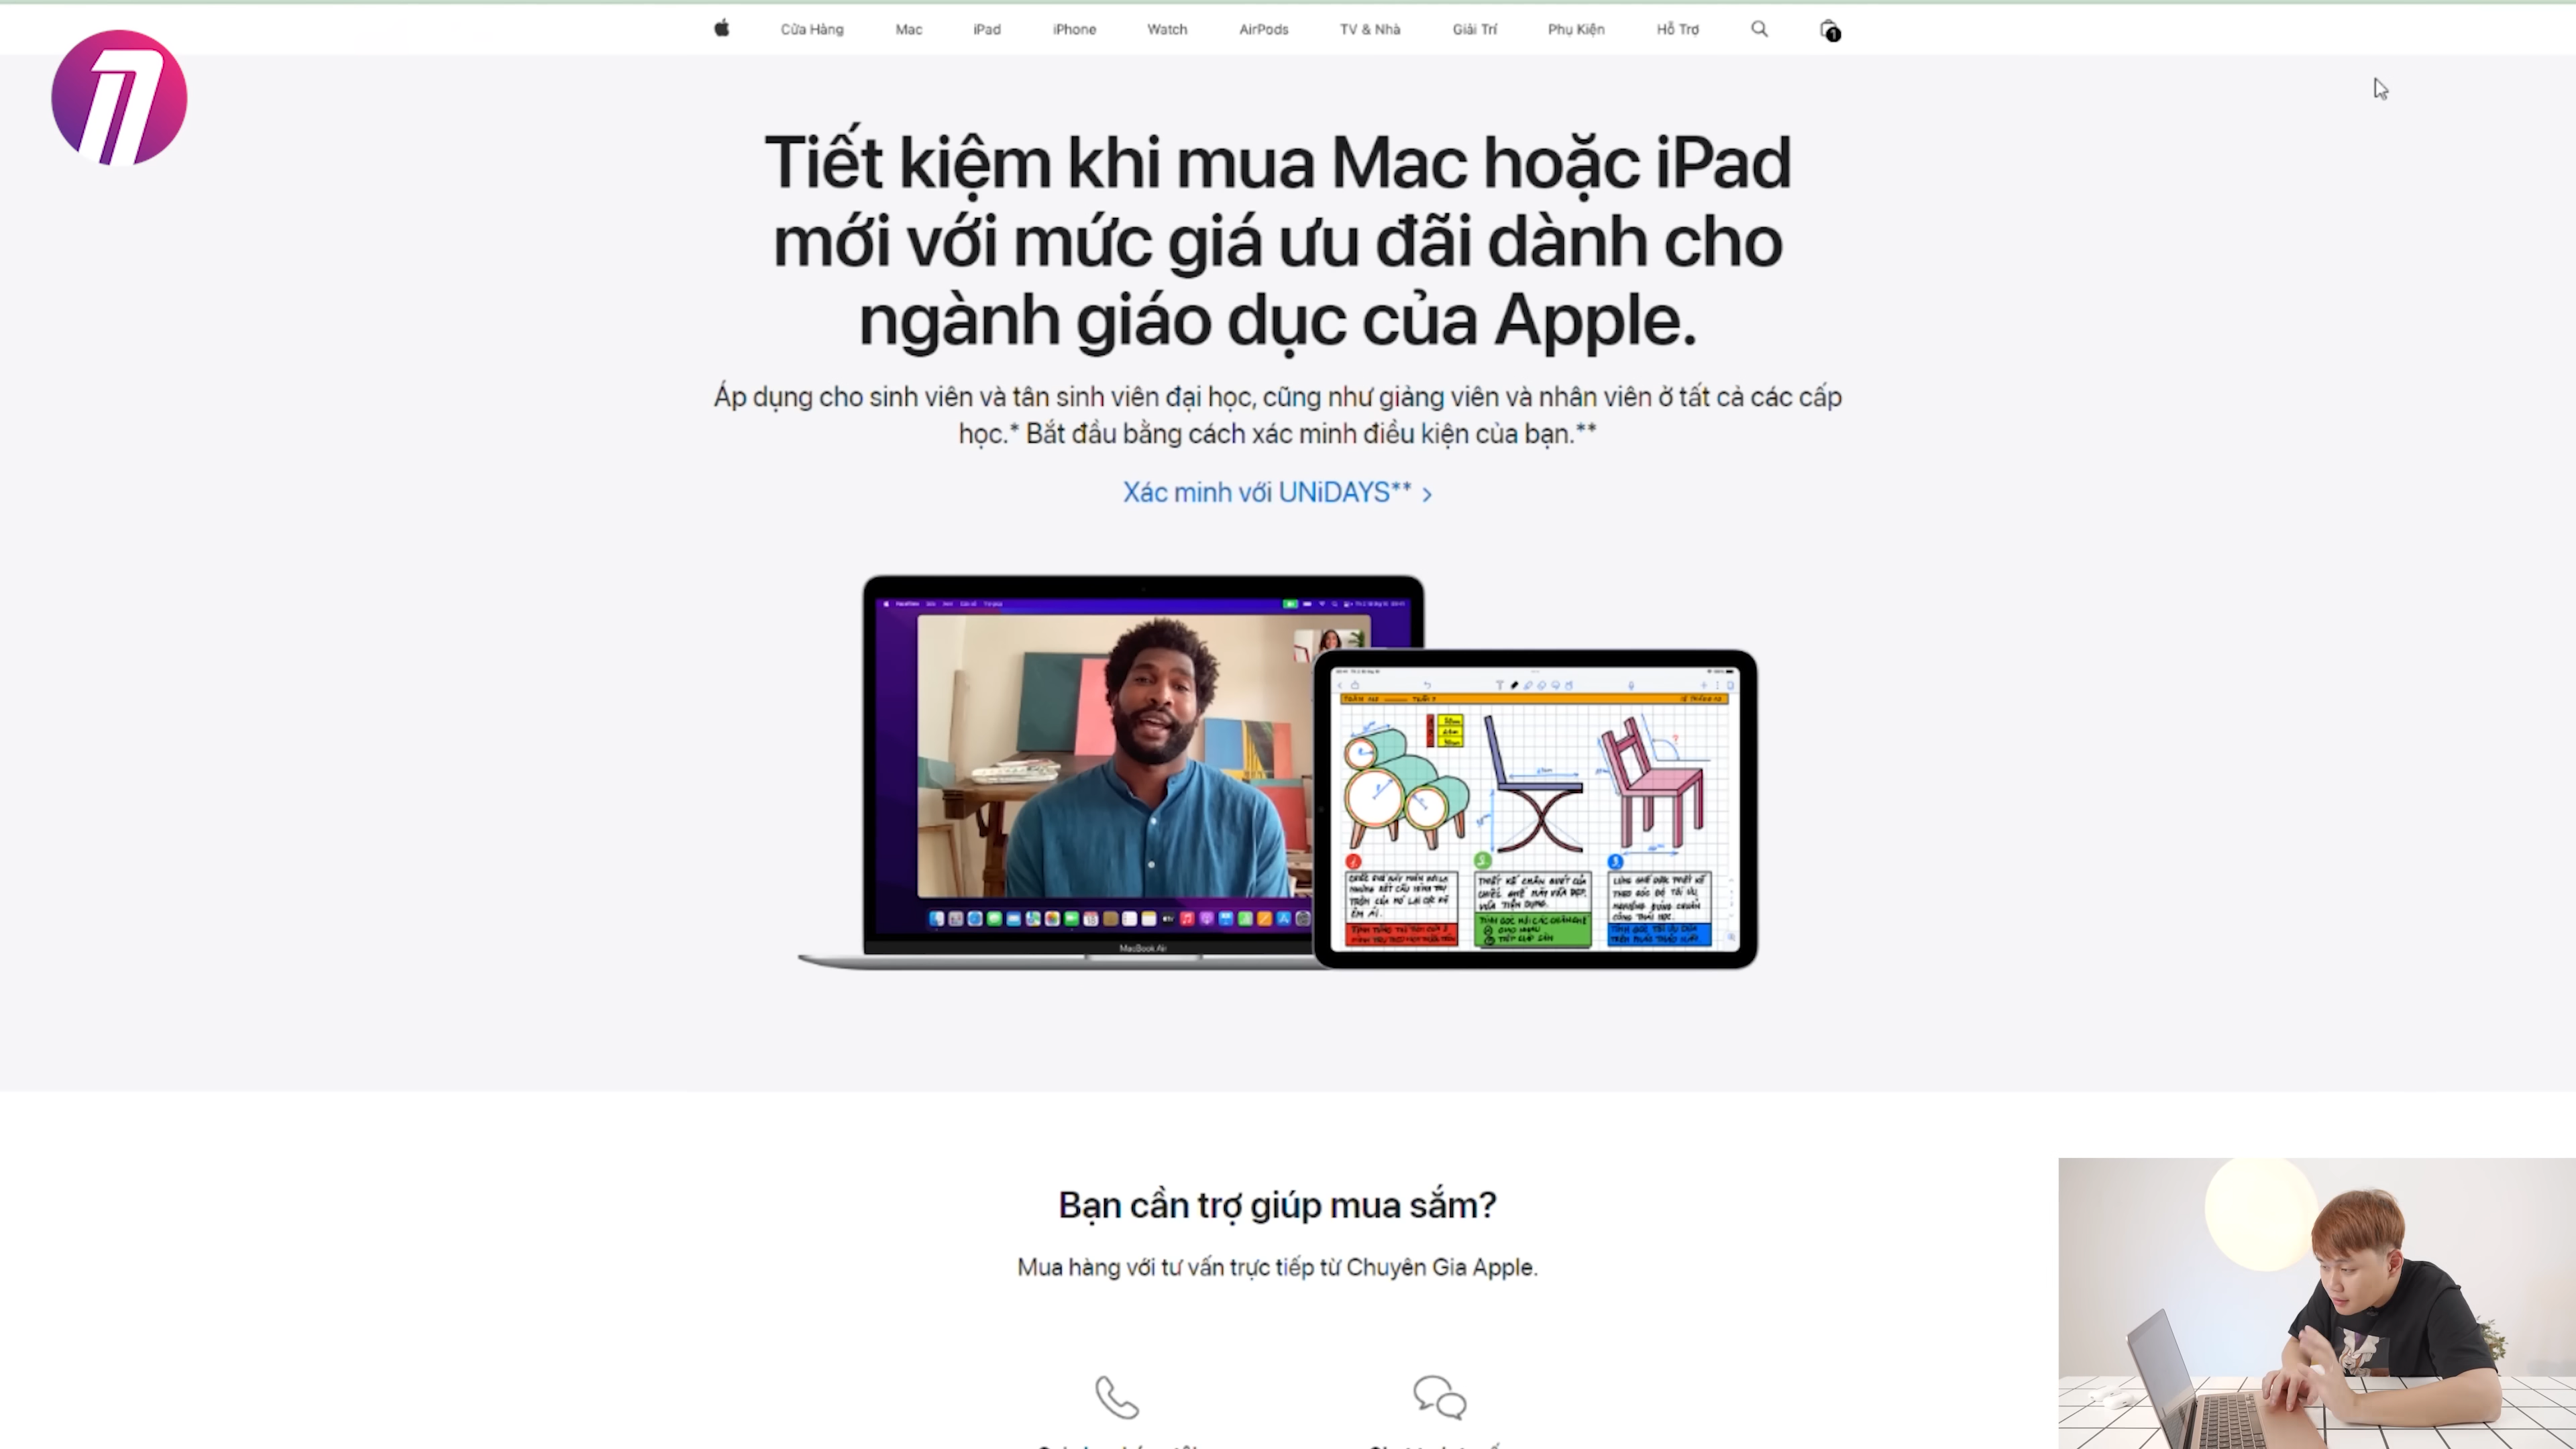 Cửa Hàng Mac iPad iPhone Watch AirPods TV & Nhà Giải Trí Phụ Kiện Hỗ Trợ
1
Tiết kiệm khi mua Mac hoặc iPad
mới với mức giá ưu đãi dành cho
ngành giáo dục của Apple.
Áp dụng cho sinh viên và tân sinh viên đại học, cũng như giảng viên và nhân viên ở tất cả các cấp
học.* Bắt đầu bằng cách xác minh điều kiện của bạn.**
Xác minh với UNiDAYS** >
MacBook Air
Bạn cần trợ giúp mua sắm?
Mua hàng với tư vấn trực tiếp từ Chuyên Gia Apple.